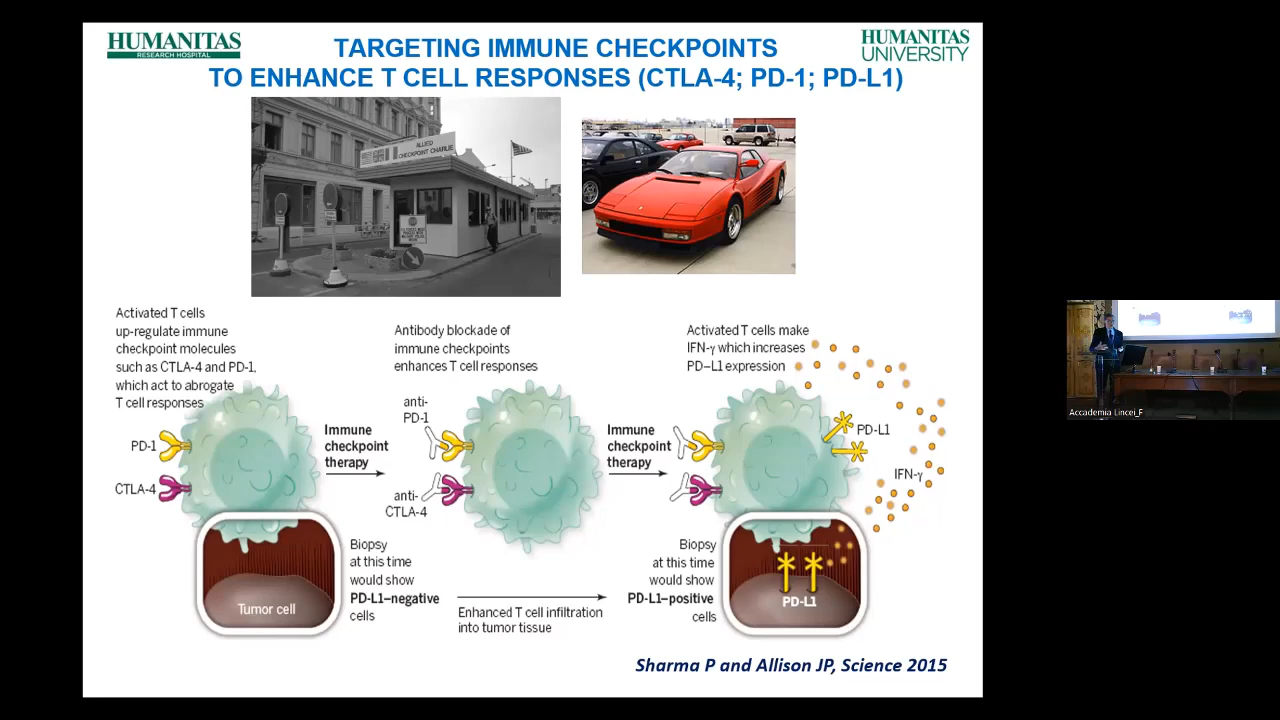 HUMANITAS
RESEARCH HOSPITAL
TARGETING IMMUNE CHECKPOINTS
TO ENHANCE T CELL RESPONSES (CTLA-4; PD-1; PD-L1)
HUMANITAS
UNIVERSITY
ALLIED
CHECKPOINT CHARLIE
Activated T cells
up-regulate immune
checkpoint molecules
such as CTLA-4 and PD-1,
which act to abrogate
T cell responses
PD-1
CTLA-4
Tumor cell
Immune
checkpoint
therapy
Biopsy
at this time
would show
PD-L1–negative
cells
Antibody blockade of
immune checkpoints
enhances T cell responses
anti-
PD-1
anti-
CTLA-4
Enhanced T cell infiltration
into tumor tissue
Immune
checkpoint
therapy
Biopsy
at this time
would show
PD-L1–positive
cells
Activated T cells make
IFN-γ which increases
PD–L1 expression
PD-L1
IFN-γ
PD-L1
Sharma P and Allison JP, Science 2015
Accademia Lincei_F